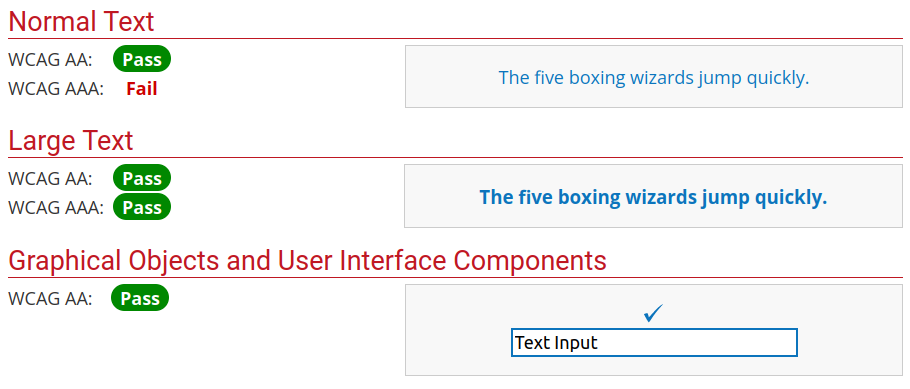 Normal Text
WCAG AA: Pass
WCAG AAA: Fail
The five boxing wizards jump quickly.
Large Text
WCAG AA: Pass
WCAG AAA: Pass
The five boxing wizards jump quickly.
Graphical Objects and User Interface Components
WCAG AA: Pass
Text Input